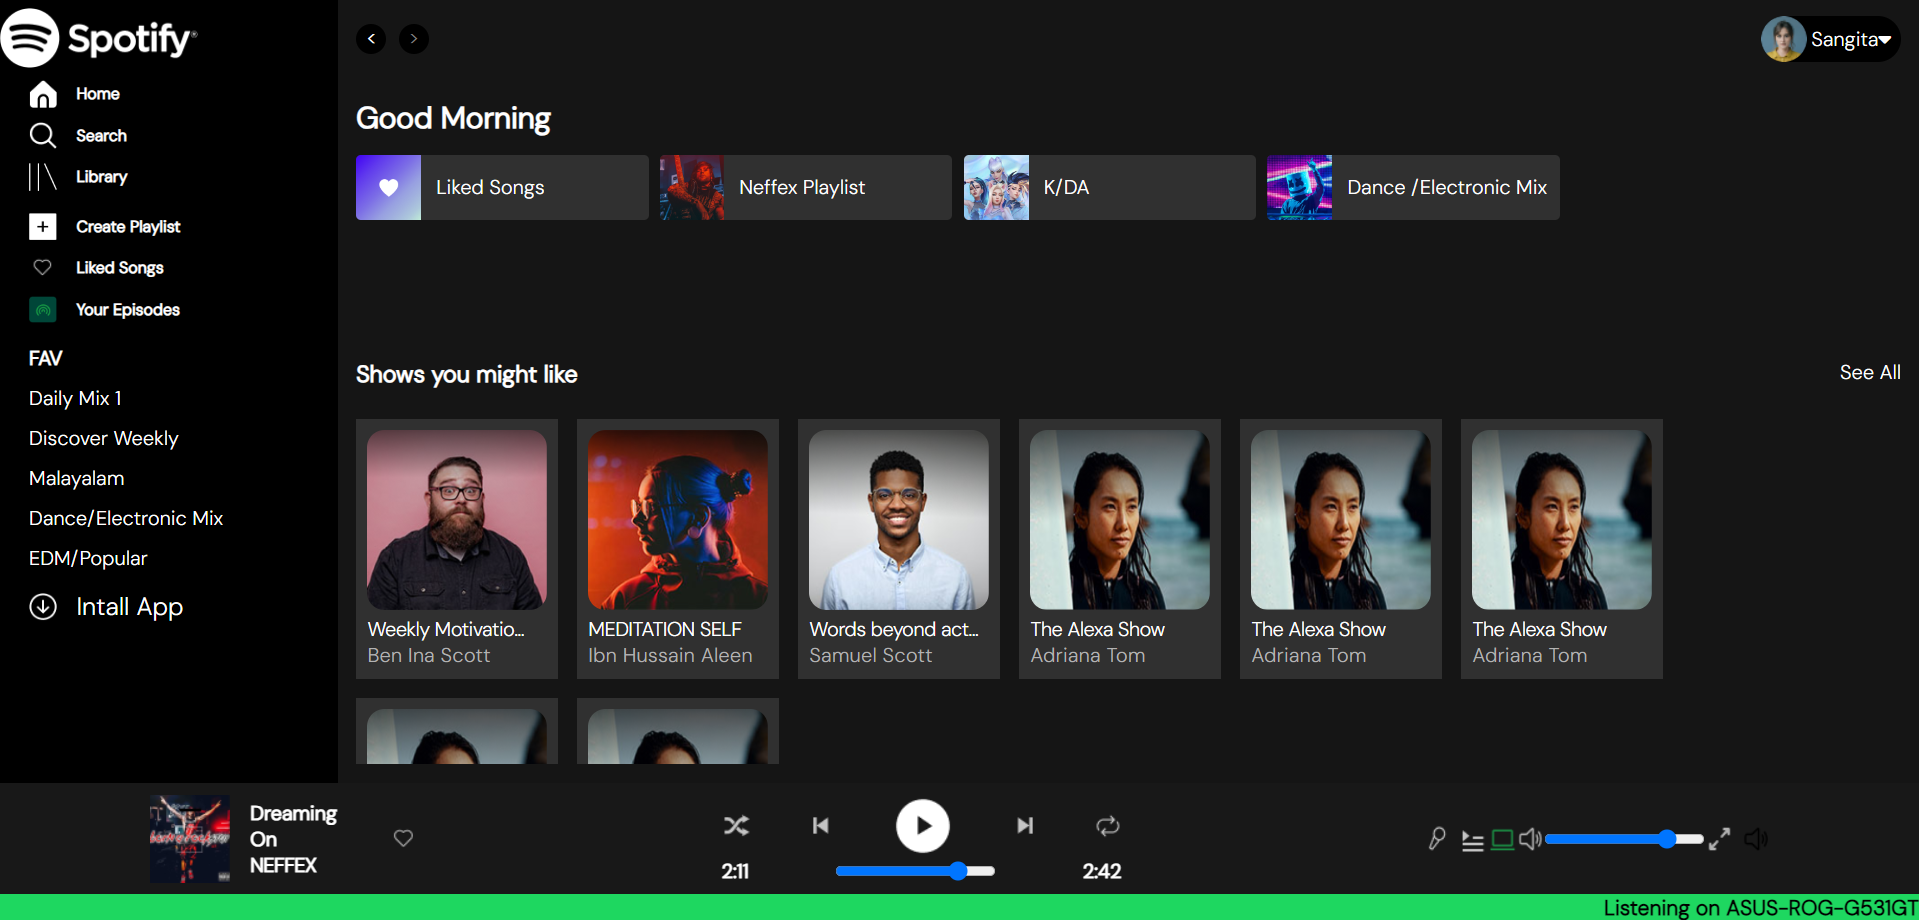 Spotify®
Home
Search
Library
Create Playlist
Liked Songs
Your Episodes
FAV
Daily Mix 1
Discover Weekly
Malayalam
Dance/Electronic Mix
EDM/Popular
Intall App
< >
Sangita
Good Morning
Liked Songs
Neffex Playlist
K/DA
Dance /Electronic Mix
Shows you might like
See All
Weekly Motivatio...
Ben Ina Scott
MEDITATION SELF
Ibn Hussain Aleen
Words beyond act...
Samuel Scott
The Alexa Show
Adriana Tom
The Alexa Show
Adriana Tom
The Alexa Show
Adriana Tom
Dreaming
On
NEFFEX
2:11
2:42
Listening on ASUS-ROG-G531GT